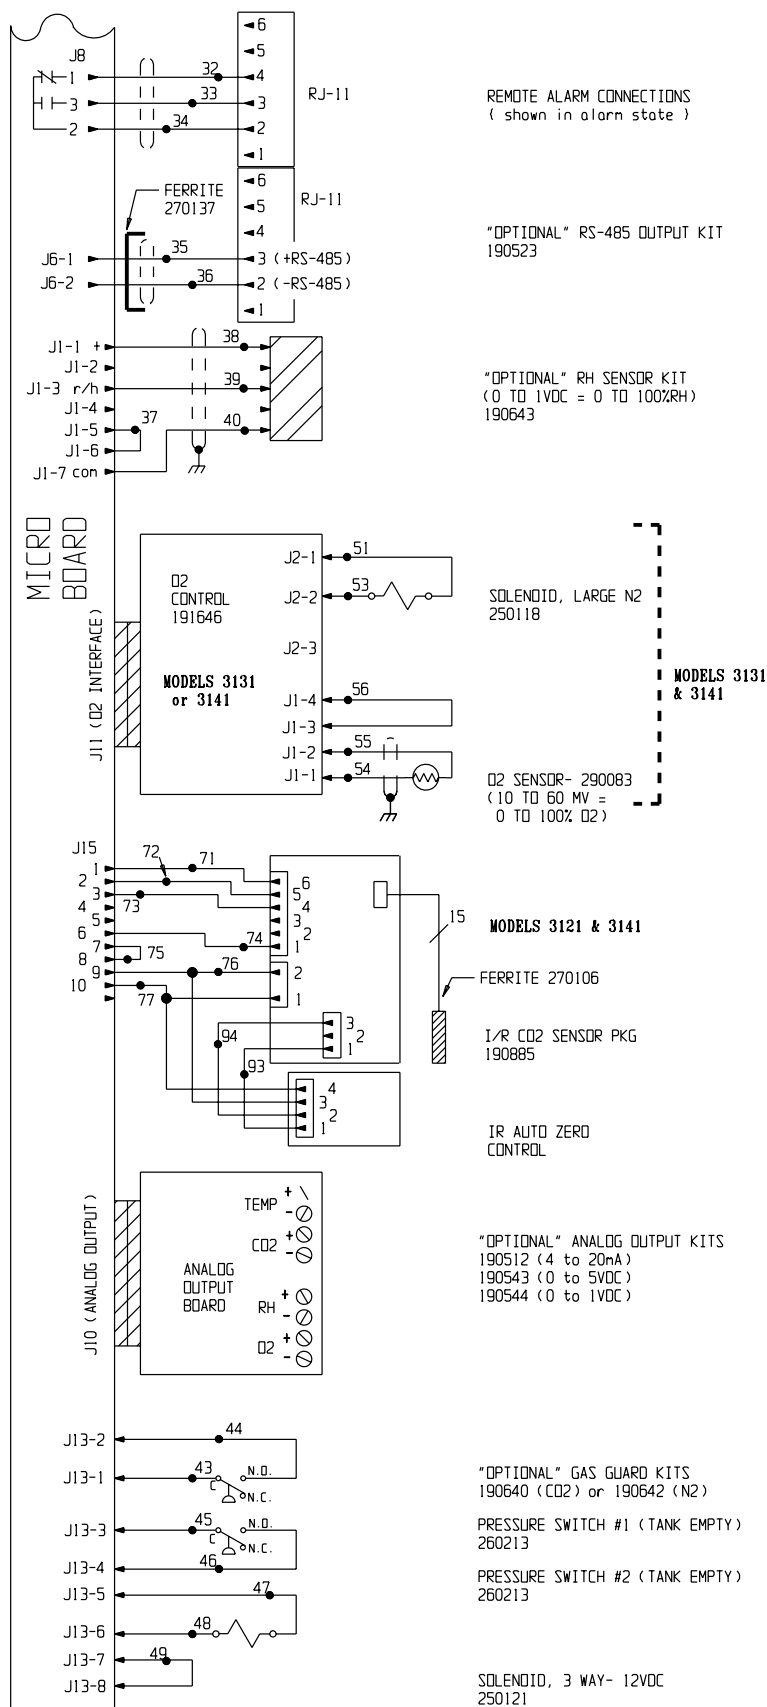 J8
1
3
2
32
33
34
6
5
4
3
2
1
RJ-11
REMOTE ALARM CONNECTIONS
( shown in alarm state )
FERRITE
270137
J6-1
J6-2
35
36
6
5
4
3 (+RS-485)
2 (-RS-485)
1
RJ-11
"OPTIONAL" RS-485 OUTPUT KIT
190523
J1-1 +
J1-2
J1-3 r/h
J1-4
J1-5
J1-6
J1-7 com
37
38
39
40
"OPTIONAL" RH SENSOR KIT
(0 TO 1VDC = 0 TO 100%RH)
190643
MICRO
BOARD
J11 (O2 INTERFACE)
O2
CONTROL
191646
MODELS 3131
or 3141
J2-1
J2-2
J2-3
J1-4
J1-3
J1-2
J1-1
51
53
56
55
54
SOLENOID, LARGE N2
250118
MODELS 3131
& 3141
O2 SENSOR- 290083
(10 TO 60 MV =
0 TO 100% O2)
J15
1
2
3
4
5
6
7
8
9
10
72
71
73
74
75
76
77
6
5
4
3
2
1
2
1
3
2
1
94
93
4
3
2
1
15
MODELS 3121 & 3141
FERRITE 270106
I/R CO2 SENSOR PKG
190885
IR AUTO ZERO
CONTROL
J10 (ANALOG OUTPUT)
ANALOG
OUTPUT
BOARD
TEMP + \
-
CO2 +
-
RH +
-
O2 +
-
"OPTIONAL" ANALOG OUTPUT KITS
190512 (4 to 20mA)
190543 (0 to 5VDC)
190544 (0 to 1VDC)
J13-2
J13-1
J13-3
J13-4
J13-5
J13-6
J13-7
J13-8
44
43
N.O.
C
N.C.
45
N.O.
C
N.C.
46
47
48
49
"OPTIONAL" GAS GUARD KITS
190640 (CO2) or 190642 (N2)
PRESSURE SWITCH #1 (TANK EMPTY)
260213
PRESSURE SWITCH #2 (TANK EMPTY)
260213
SOLENOID, 3 WAY- 12VDC
250121